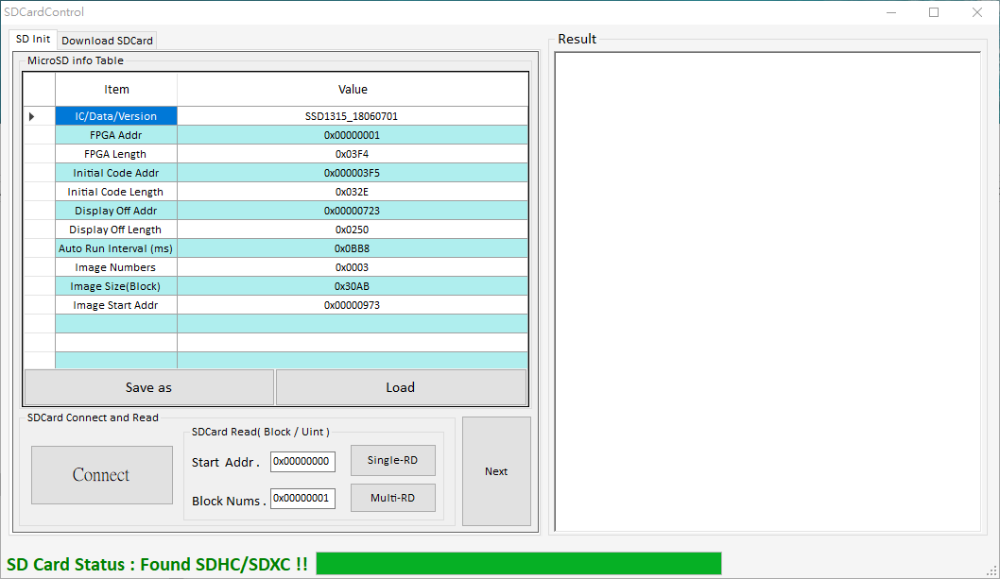 SDCardControl
SD Init Download SDCard
MicroSD info Table
Item Value
IC/Data/Version SSD1315_18060701
FPGA Addr 0x00000001
FPGA Length 0x03F4
Initial Code Addr 0x000003F5
Initial Code Length 0x032E
Display Off Addr 0x00000723
Display Off Length 0x0250
Auto Run Interval (ms) 0x0BB8
Image Numbers 0x0003
Image Size(Block) 0x30AB
Image Start Addr 0x00000973
Save as Load
SDCard Connect and Read
Connect
SDCard Read( Block / Uint )
Start Addr . 0x00000000 Single-RD
Block Nums . 0x00000001 Multi-RD
Next
Result
SD Card Status : Found SDHC/SDXC !!